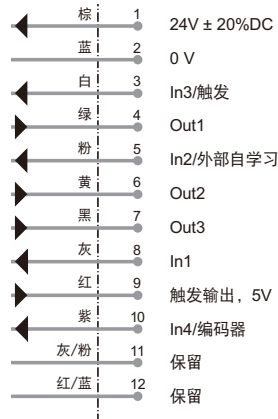 棕 1 24V ± 20%DC
蓝 2 0 V
白 3 In3/触发
绿 4 Out1
粉 5 In2/外部自学习
黄 6 Out2
黑 7 Out3
灰 8 In1
红 9 触发输出，5V
紫 10 In4/编码器
灰/粉 11 保留
红/蓝 12 保留